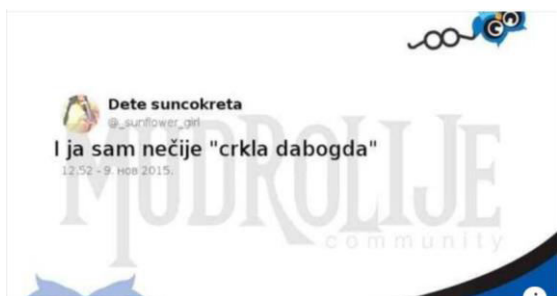 Dete suncokreta
@_sunflower_girl
I ja sam nečije "crkla dabogda"
12.52 - 9. нов 2015.
MUDROLIJE
community